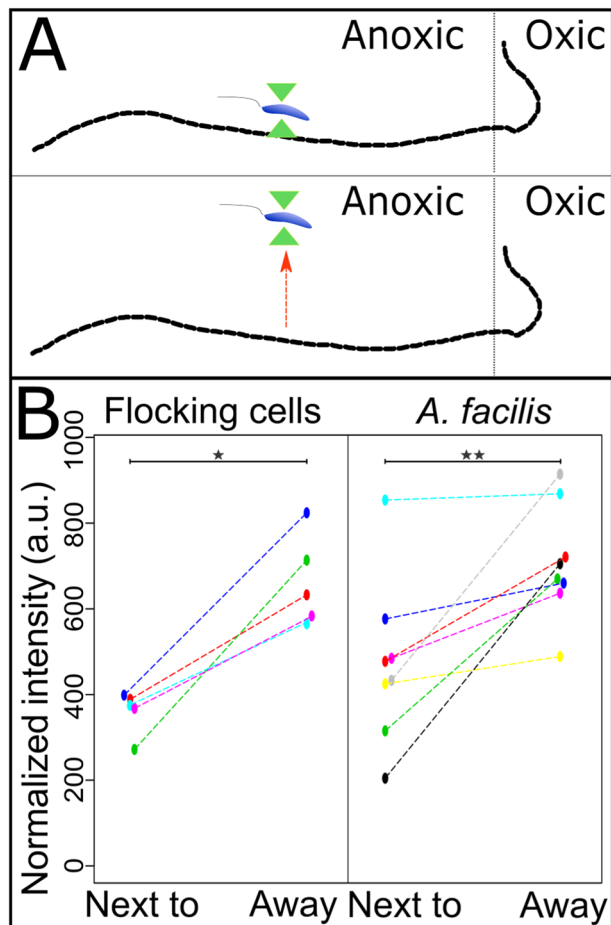 A
Anoxic Oxic
Anoxic Oxic
B
Flocking cells A. facilis
★ ★★
Normalized intensity (a.u.)
1000
800
600
400
200
0
Next to Away Next to Away